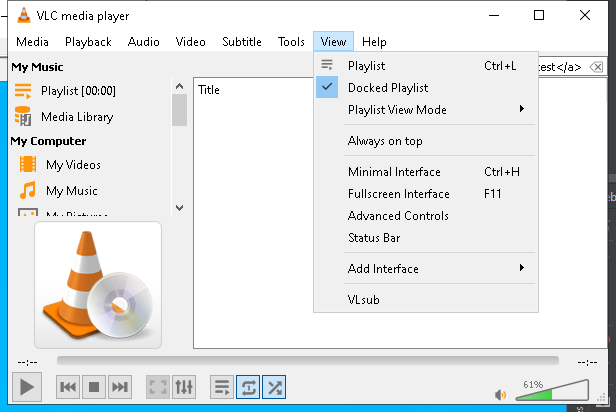 VLC media player
Media Playback Audio Video Subtitle Tools View Help
My Music
Playlist [00:00]
Media Library
My Computer
My Videos
My Music
My Pictures
Title
test</a>
Playlist Ctrl+L
Docked Playlist
Playlist View Mode
Always on top
Minimal Interface Ctrl+H
Fullscreen Interface F11
Advanced Controls
Status Bar
Add Interface
VLsub
--:--
--:--
61%